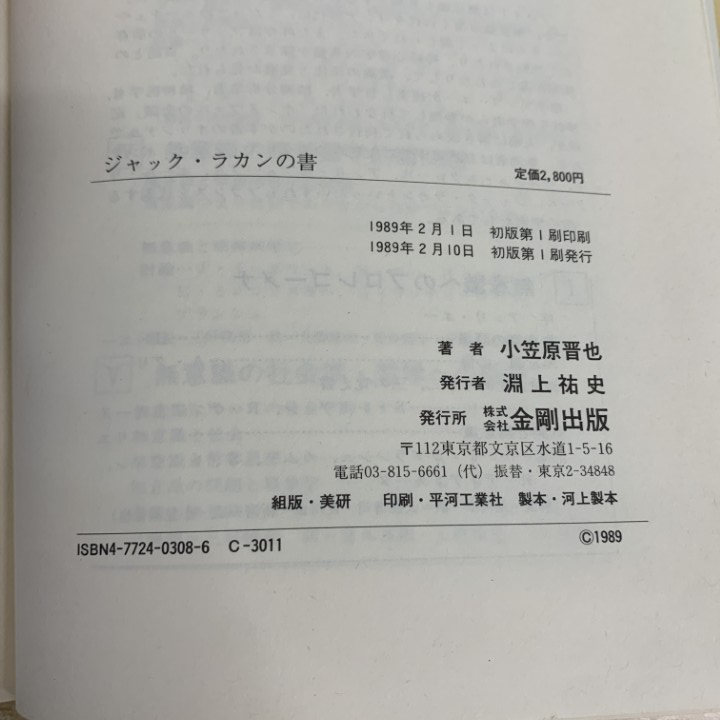 ジャック・ラカンの書
定価2,800円
1989年2月1日 初版第1刷印刷
1989年2月10日 初版第1刷発行
著者 小笠原晋也
発行者 淵上祐史
発行所 株式会社金剛出版
〒112東京都文京区水道1-5-16
電話03-815-6661(代)振替・東京2-34848
組版・美研 印刷・平河工業社 製本・河上製本
ISBN4-7724-0308-6 C-3011
©1989